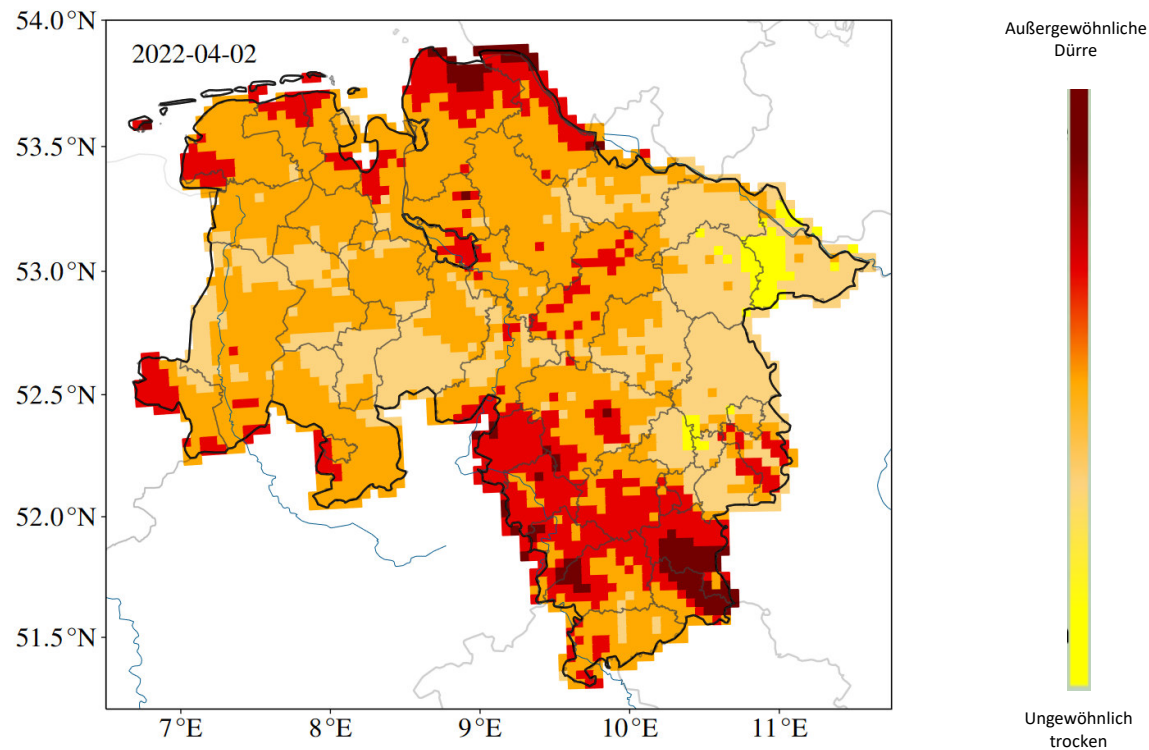 54.0°N
2022-04-02
53.5°N
53.0°N
52.5°N
52.0°N
51.5°N
7°E 8°E 9°E 10°E 11°E
Außergewöhnliche
Dürre
Ungewöhnlich
trocken